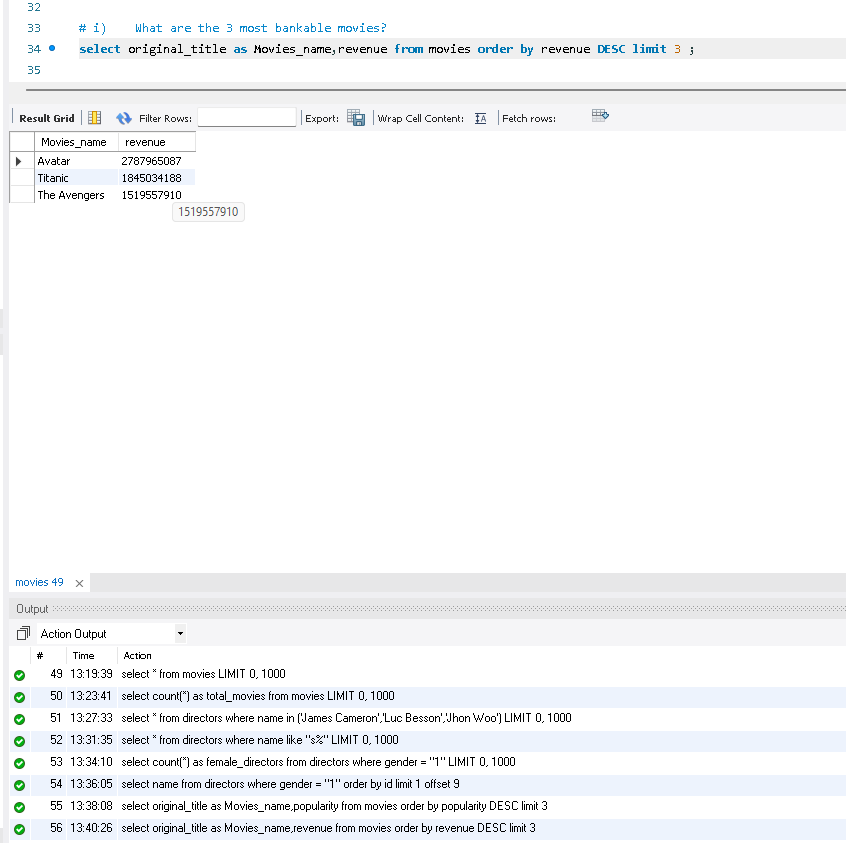 32
33 # i) What are the 3 most bankable movies?
34 select original_title as Movies_name,revenue from movies order by revenue DESC limit 3 ;
35
Result Grid Filter Rows: Export: Wrap Cell Content: IA Fetch rows:
Movies_name revenue
Avatar 2787965087
Titanic 1845034188
The Avengers 1519557910
1519557910
movies 49
Output
Action Output
# Time Action
49 13:19:39 select * from movies LIMIT 0, 1000
50 13:23:41 select count(*) as total_movies from movies LIMIT 0, 1000
51 13:27:33 select * from directors where name in ('James Cameron','Luc Besson','Jhon Woo') LIMIT 0, 1000
52 13:31:35 select * from directors where name like "s%" LIMIT 0, 1000
53 13:34:10 select count(*) as female_directors from directors where gender = "1" LIMIT 0, 1000
54 13:36:05 select name from directors where gender = "1" order by id limit 1 offset 9
55 13:38:08 select original_title as Movies_name,popularity from movies order by popularity DESC limit 3
56 13:40:26 select original_title as Movies_name,revenue from movies order by revenue DESC limit 3